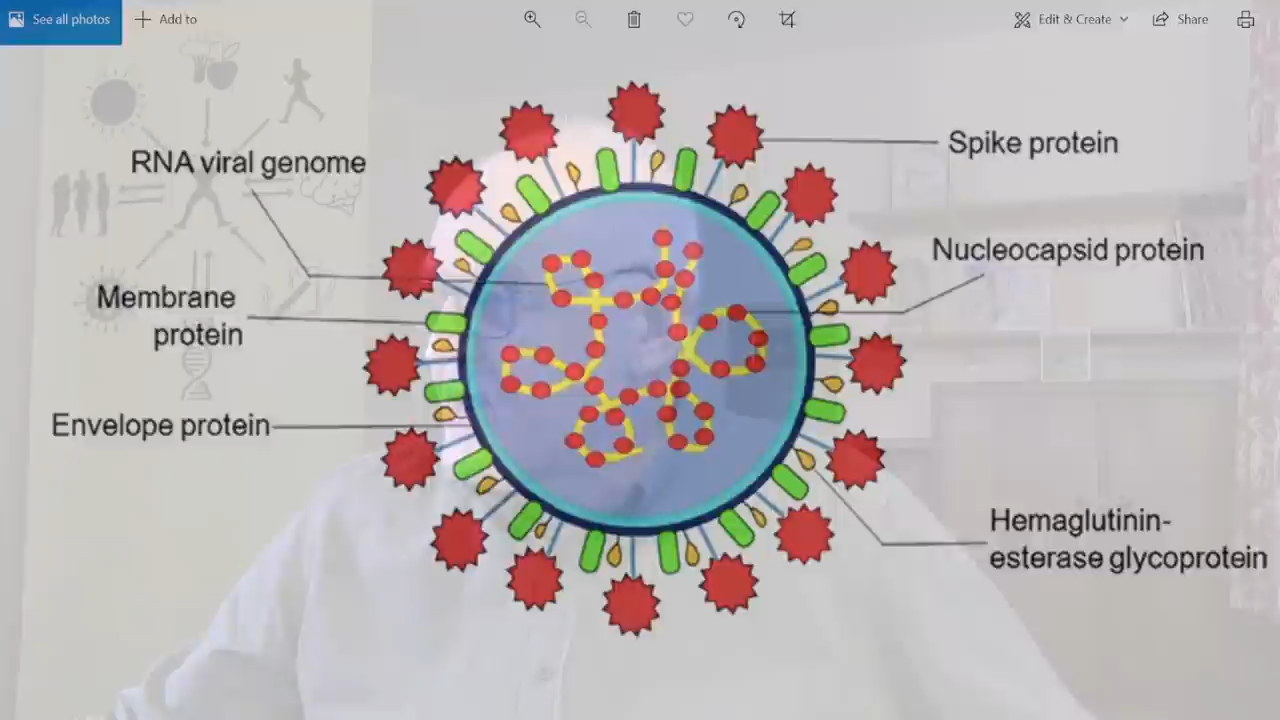 See all photos
Add to
Edit & Create
Share
RNA viral genome
Spike protein
Nucleocapsid protein
Membrane
protein
Envelope protein
Hemaglutinin-
esterase glycoprotein